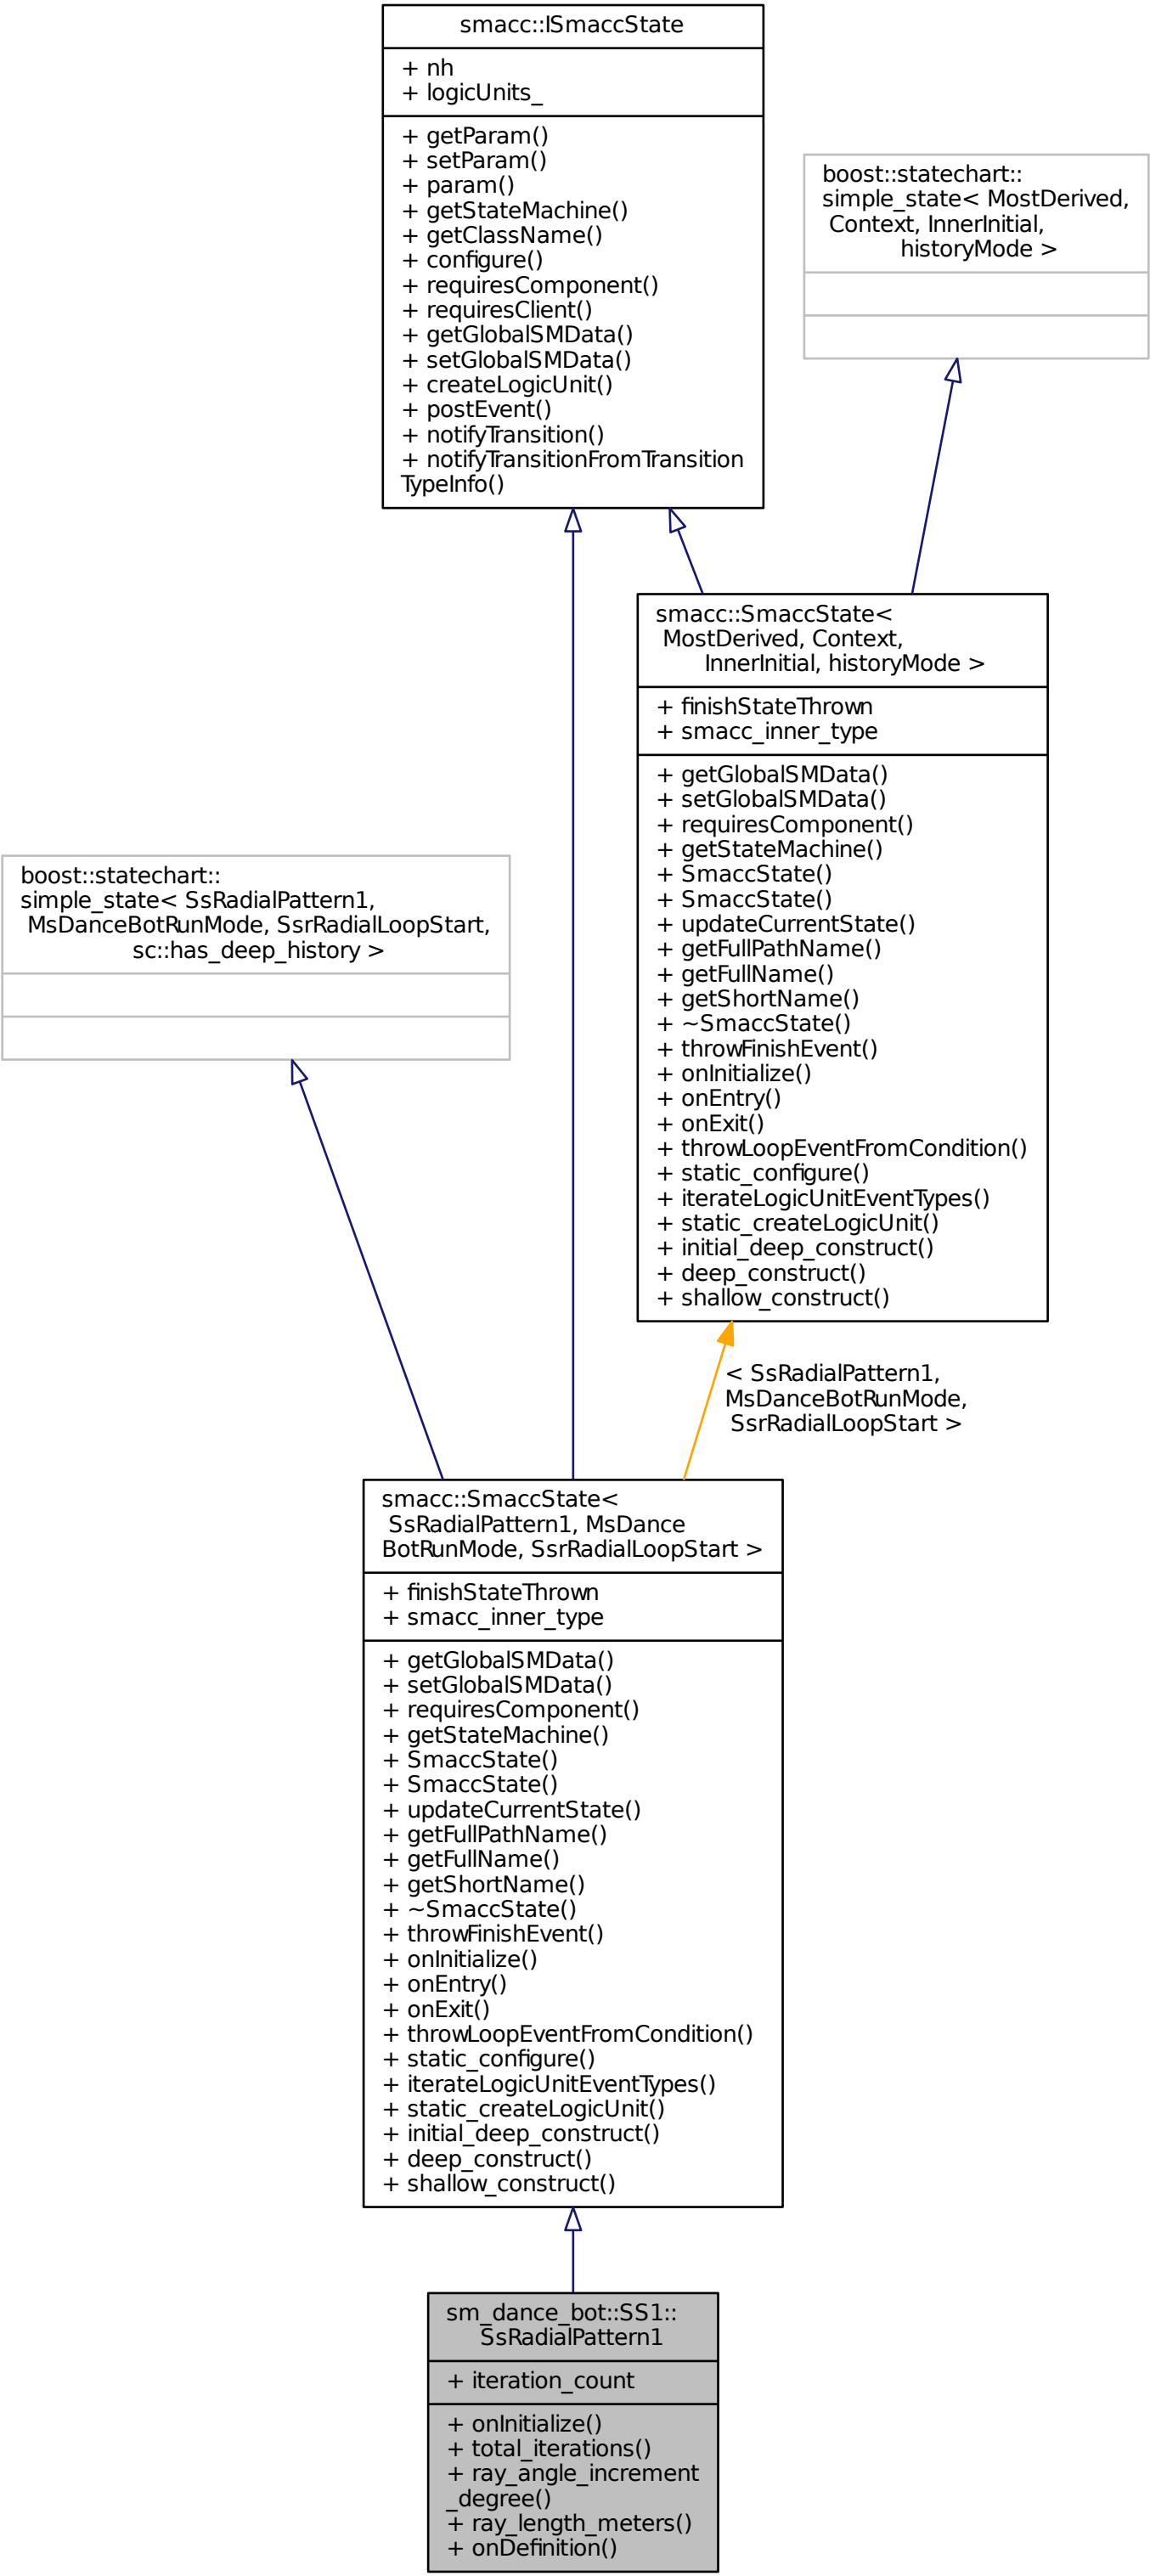 smacc::ISmaccState
+ nh
+ logicUnits_
+ getParam()
+ setParam()
+ param()
+ getStateMachine()
+ getClassName()
+ configure()
+ requiresComponent()
+ requiresClient()
+ getGlobalSMData()
+ setGlobalSMData()
+ createLogicUnit()
+ postEvent()
+ notifyTransition()
+ notifyTransitionFromTransition
TypeInfo()
boost::statechart::
simple_state< MostDerived,
Context, InnerInitial,
historyMode >
smacc::SmaccState<
MostDerived, Context,
InnerInitial, historyMode >
+ finishStateThrown
+ smacc_inner_type
+ getGlobalSMData()
+ setGlobalSMData()
+ requiresComponent()
+ getStateMachine()
+ SmaccState()
+ SmaccState()
+ updateCurrentState()
+ getFullPathName()
+ getFullName()
+ getShortName()
+ ~SmaccState()
+ throwFinishEvent()
+ onInitialize()
+ onEntry()
+ onExit()
+ throwLoopEventFromCondition()
+ static_configure()
+ iterateLogicUnitEventTypes()
+ static_createLogicUnit()
+ initial_deep_construct()
+ deep_construct()
+ shallow_construct()
boost::statechart::
simple_state< SsRadialPattern1,
MsDanceBotRunMode, SsrRadialLoopStart,
sc::has_deep_history >
< SsRadialPattern1,
MsDanceBotRunMode,
SsrRadialLoopStart >
smacc::SmaccState<
SsRadialPattern1, MsDance
BotRunMode, SsrRadialLoopStart >
+ finishStateThrown
+ smacc_inner_type
+ getGlobalSMData()
+ setGlobalSMData()
+ requiresComponent()
+ getStateMachine()
+ SmaccState()
+ SmaccState()
+ updateCurrentState()
+ getFullPathName()
+ getFullName()
+ getShortName()
+ ~SmaccState()
+ throwFinishEvent()
+ onInitialize()
+ onEntry()
+ onExit()
+ throwLoopEventFromCondition()
+ static_configure()
+ iterateLogicUnitEventTypes()
+ static_createLogicUnit()
+ initial_deep_construct()
+ deep_construct()
+ shallow_construct()
sm_dance_bot::SS1::
SsRadialPattern1
+ iteration_count
+ onInitialize()
+ total_iterations()
+ ray_angle_increment
_degree()
+ ray_length_meters()
+ onDefinition()